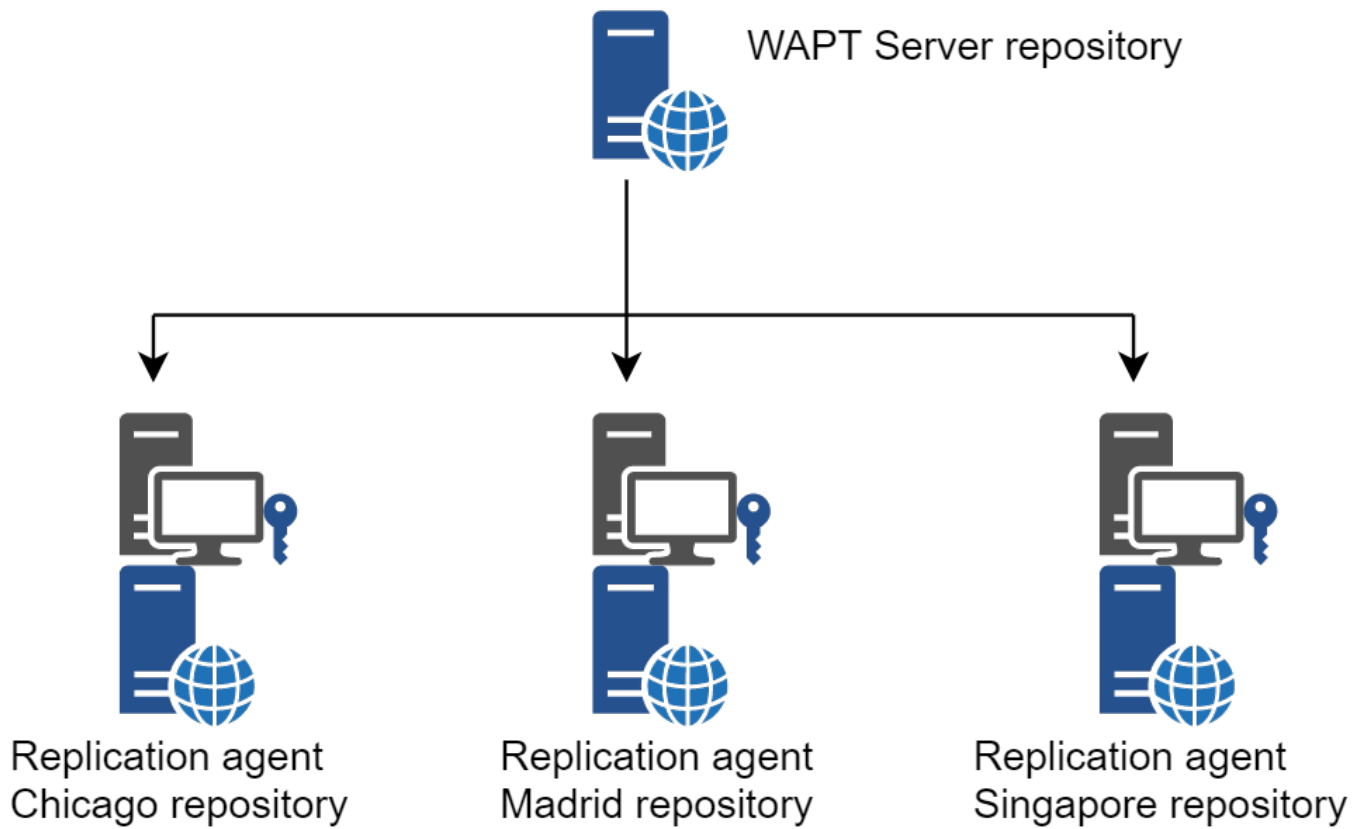 WAPT Server repository
Replication agent
Chicago repository
Replication agent
Madrid repository
Replication agent
Singapore repository